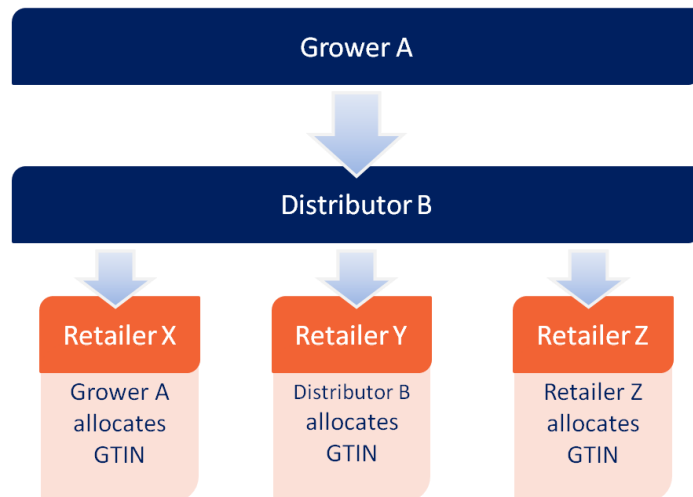 Grower A
Distributor B
Retailer X
Retailer Y
Retailer Z
Grower A
allocates
GTIN
Distributor B
allocates
GTIN
Retailer Z
allocates
GTIN